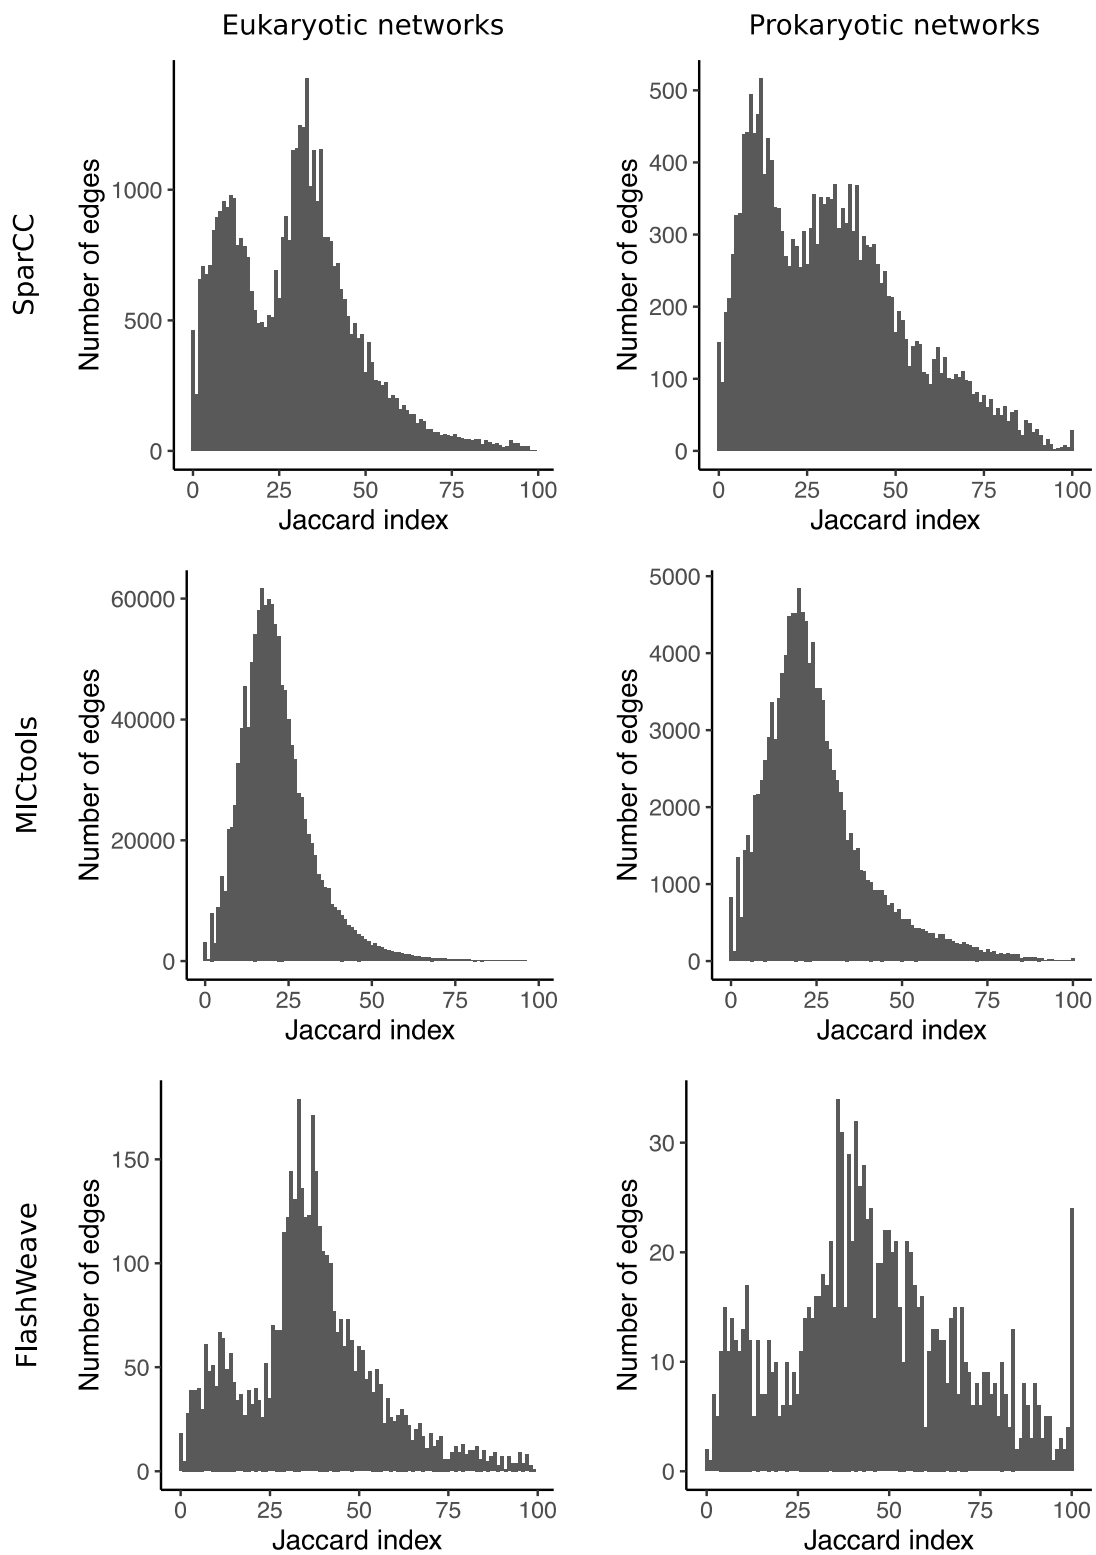 Eukaryotic networks
Prokaryotic networks
SparCC
Number of edges
1000
500
0
0 25 50 75 100
Jaccard index
Number of edges
500
400
300
200
100
0
0 25 50 75 100
Jaccard index
MICtools
Number of edges
60000
40000
20000
0
0 25 50 75 100
Jaccard index
Number of edges
5000
4000
3000
2000
1000
0
0 25 50 75 100
Jaccard index
FlashWeave
Number of edges
150
100
50
0
0 25 50 75 100
Jaccard index
Number of edges
30
20
10
0
0 25 50 75 100
Jaccard index